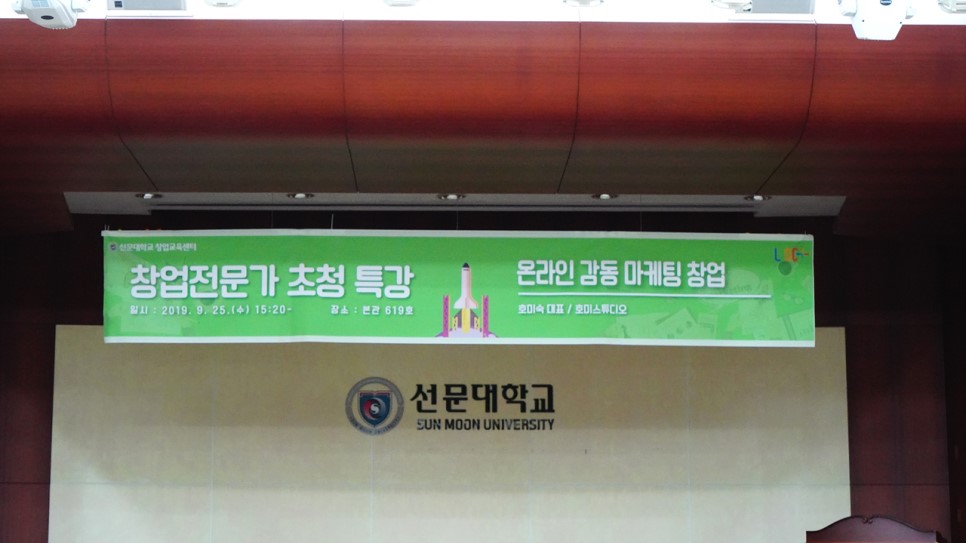 선문대학교 창업교육센터
창업전문가 초청 특강
일시 : 2019. 9. 25.(수) 15:20~
장소 : 본관 619호
온라인 감동 마케팅 창업
호미숙 대표 / 호미스튜디오
선문대학교
SUN MOON UNIVERSITY